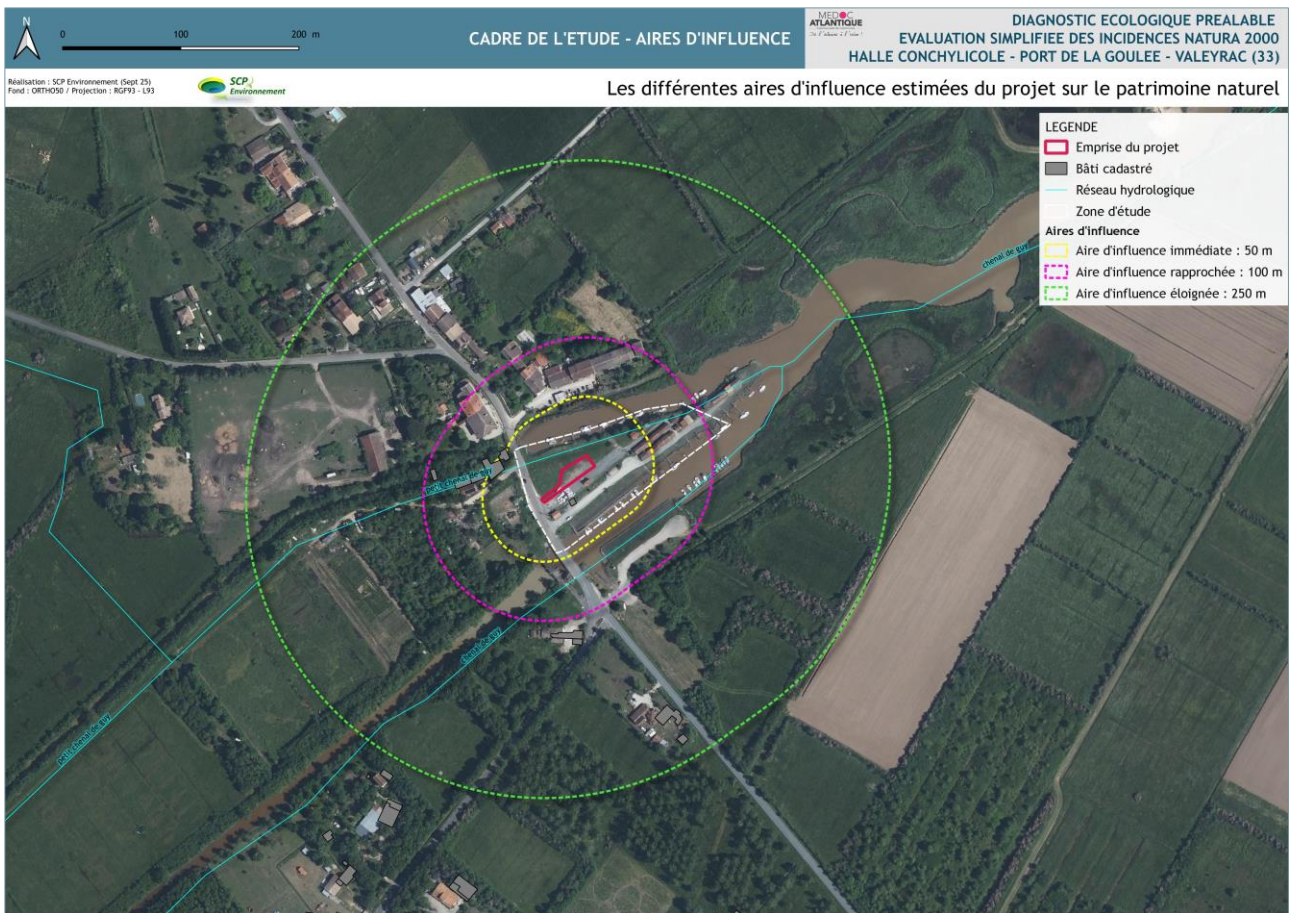 N
0 100 200 m
CADRE DE L'ETUDE - AIRES D'INFLUENCE
MEDOC
ATLANTIQUE
DIAGNOSTIC ECOLOGIQUE PREALABLE
EVALUATION SIMPLIFIEE DES INCIDENCES NATURA 2000
HALLE CONCHYLICOLE - PORT DE LA GOULEE - VALEYRAC (33)
Réalisation : SCP Environnement (Sept 25)
Fond : ORTHO50 / Projection : RGF93 - L93
SCP
Environnement
Les différentes aires d'influence estimées du projet sur le patrimoine naturel
LEGENDE
Emprise du projet
Bâti cadastré
Réseau hydrologique
Zone d'étude
Aires d'influence
Aire d'influence immédiate : 50 m
Aire d'influence rapprochée : 100 m
Aire d'influence éloignée : 250 m
chenal de guy
petit chenal de guy
chenal de guy
petit chenal de guy